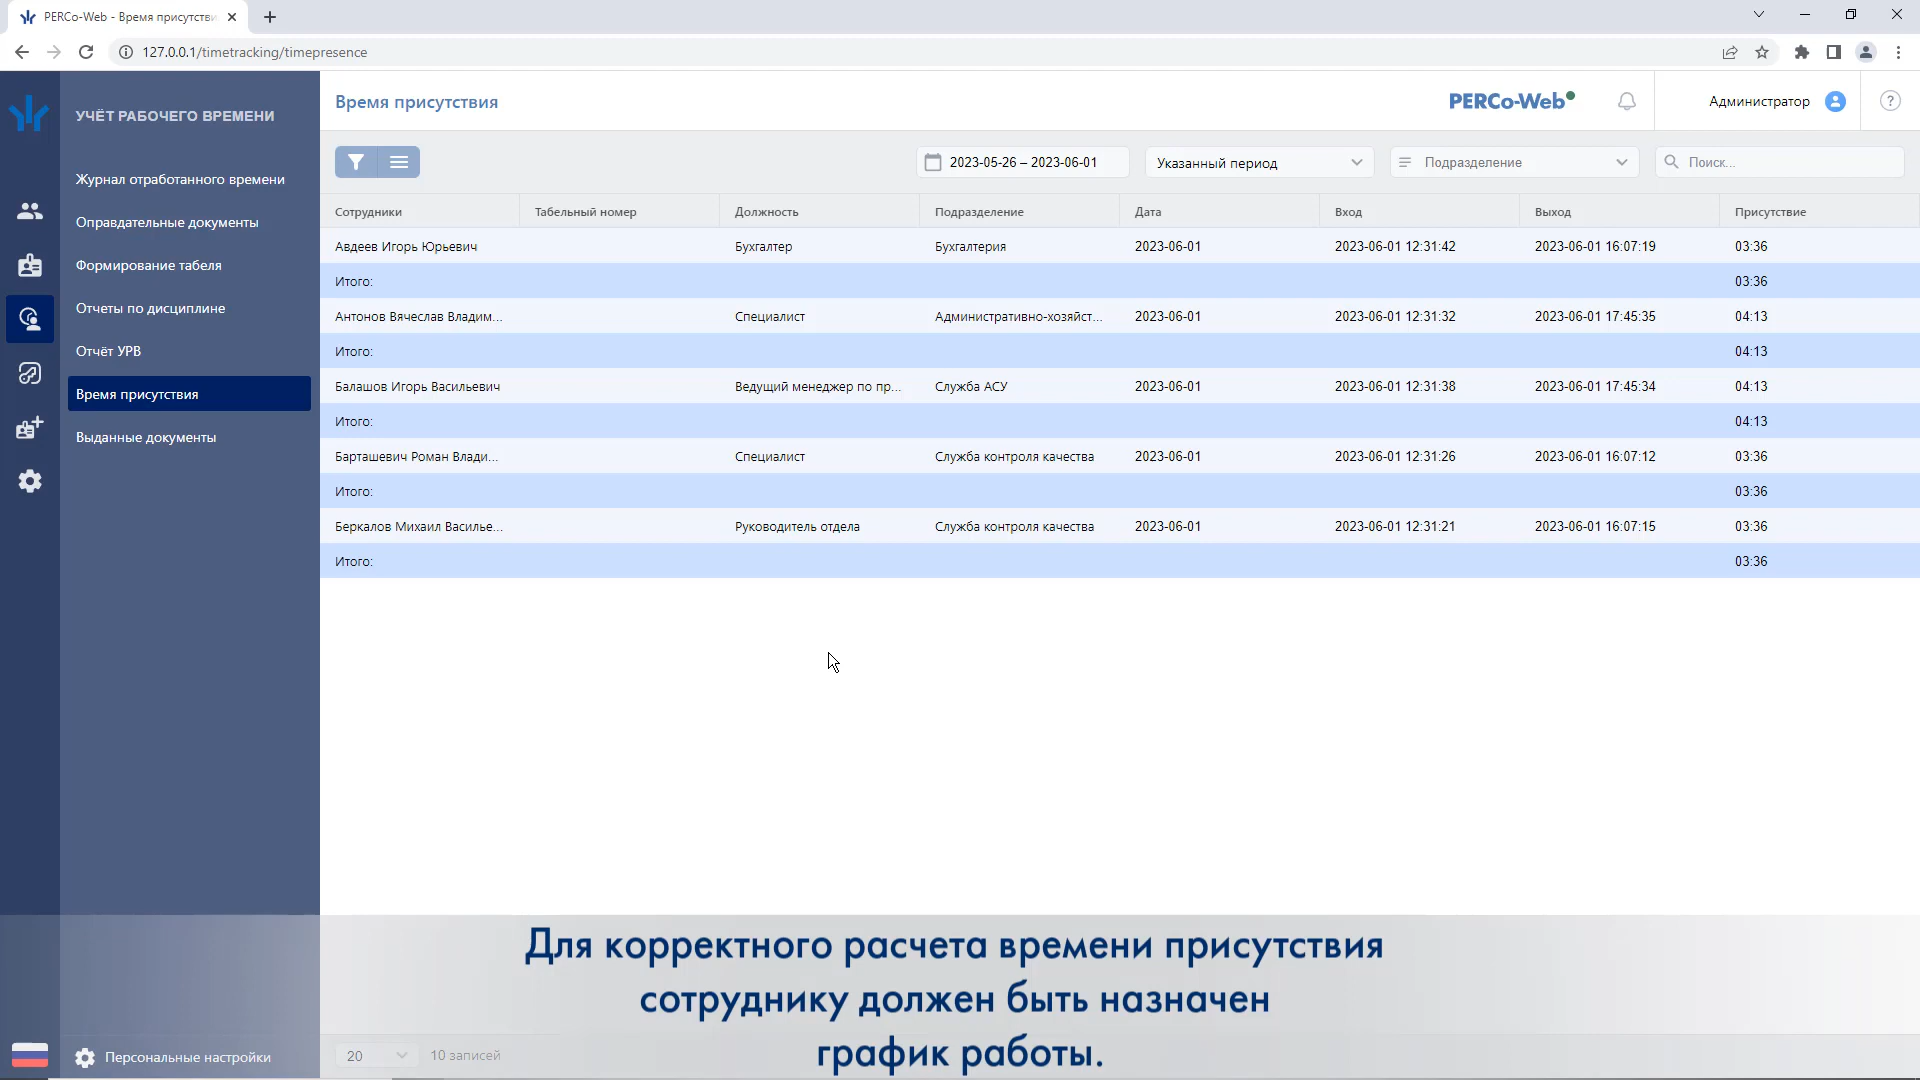 PERCo-Web - Время присутстви
127.0.0.1/timetracking/timepresence
УЧЁТ РАБОЧЕГО ВРЕМЕНИ
Журнал отработанного времени
Оправдательные документы
Формирование табеля
Отчеты по дисциплине
Отчёт УРВ
Время присутствия
Выданные документы
Персональные настройки
Время присутствия
PERCo-Web
Администратор
?
2023-05-26 – 2023-06-01
Указанный период
Подразделение
Поиск...
Сотрудники Табельный номер Должность Подразделение Дата Вход Выход Присутствие
Авдеев Игорь Юрьевич Бухгалтер Бухгалтерия 2023-06-01 2023-06-01 12:31:42 2023-06-01 16:07:19 03:36
Итого: 03:36
Антонов Вячеслав Владим... Специалист Административно-хозяйст... 2023-06-01 2023-06-01 12:31:32 2023-06-01 17:45:35 04:13
Итого: 04:13
Балашов Игорь Васильевич Ведущий менеджер по пр... Служба АСУ 2023-06-01 2023-06-01 12:31:38 2023-06-01 17:45:34 04:13
Итого: 04:13
Барташевич Роман Влади... Специалист Служба контроля качества 2023-06-01 2023-06-01 12:31:26 2023-06-01 16:07:12 03:36
Итого: 03:36
Беркалов Михаил Василье... Руководитель отдела Служба контроля качества 2023-06-01 2023-06-01 12:31:21 2023-06-01 16:07:15 03:36
Итого: 03:36
Для корректного расчета времени присутствия
сотруднику должен быть назначен
график работы.
20 10 записей